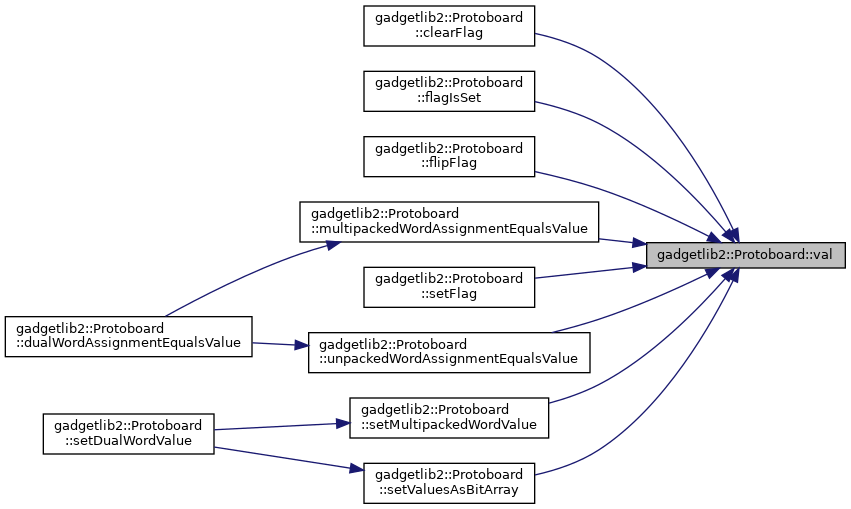 gadgetlib2::Protoboard
::clearFlag
gadgetlib2::Protoboard
::flagIsSet
gadgetlib2::Protoboard
::flipFlag
gadgetlib2::Protoboard
::multipackedWordAssignmentEqualsValue
gadgetlib2::Protoboard::val
gadgetlib2::Protoboard
::setFlag
gadgetlib2::Protoboard
::dualWordAssignmentEqualsValue
gadgetlib2::Protoboard
::unpackedWordAssignmentEqualsValue
gadgetlib2::Protoboard
::setMultipackedWordValue
gadgetlib2::Protoboard
::setDualWordValue
gadgetlib2::Protoboard
::setValuesAsBitArray